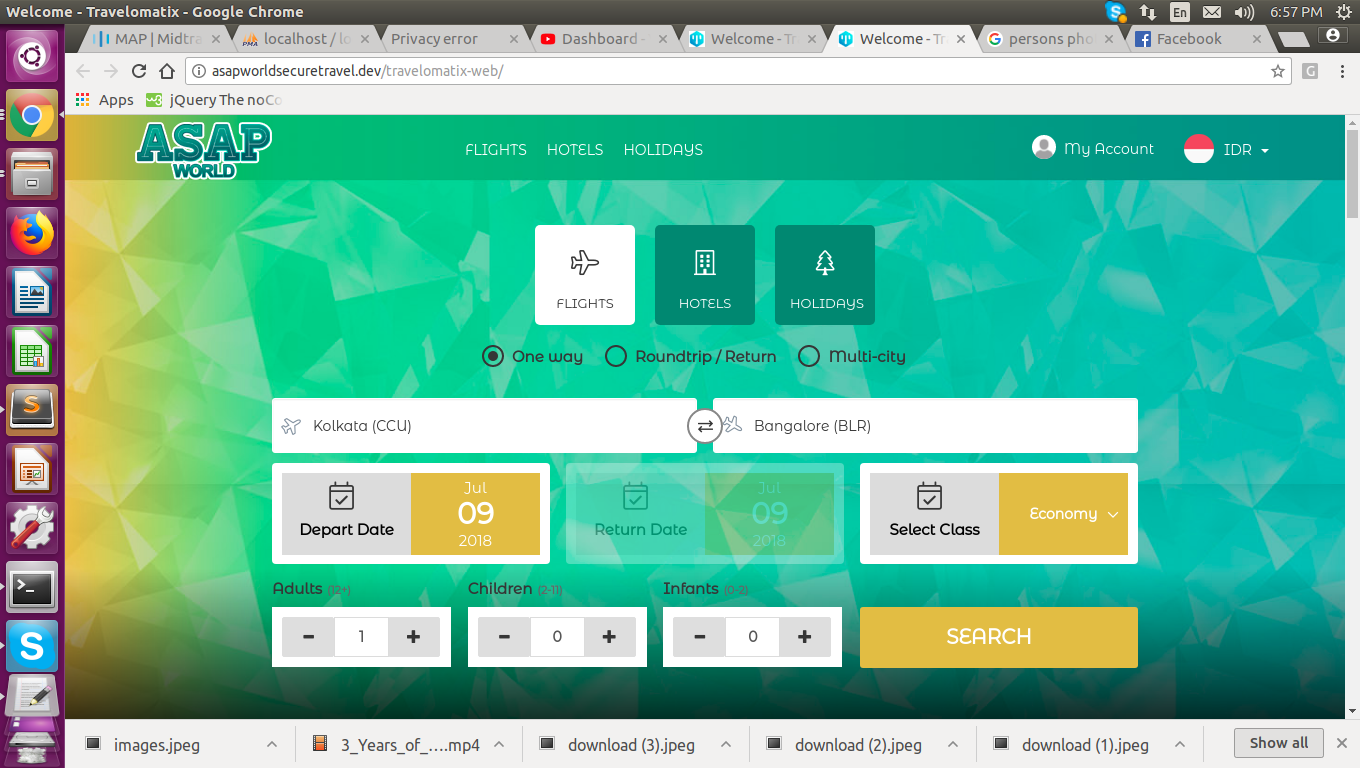 Welcome - Travelomatix - Google Chrome
En
6:57 PM
MAP | Midtra
localhost / lo
Privacy error
Dashboard -
Welcome - Tr
Welcome - Tr
persons pho
Facebook
asapworldsecuretravel.dev/travelomatix-web/
Apps
jQuery The noCo
ASAP
WORLD
FLIGHTS
HOTELS
HOLIDAYS
My Account
IDR
FLIGHTS
HOTELS
HOLIDAYS
One way
Roundtrip / Return
Multi-city
Kolkata (CCU)
Bangalore (BLR)
Depart Date
Jul
09
2018
Return Date
Jul
09
2018
Select Class
Economy
Adults (12+)
Children (2-11)
Infants (0-2)
- 1 +
- 0 +
- 0 +
SEARCH
images.jpeg
3_Years_of_....mp4
download (3).jpeg
download (2).jpeg
download (1).jpeg
Show all